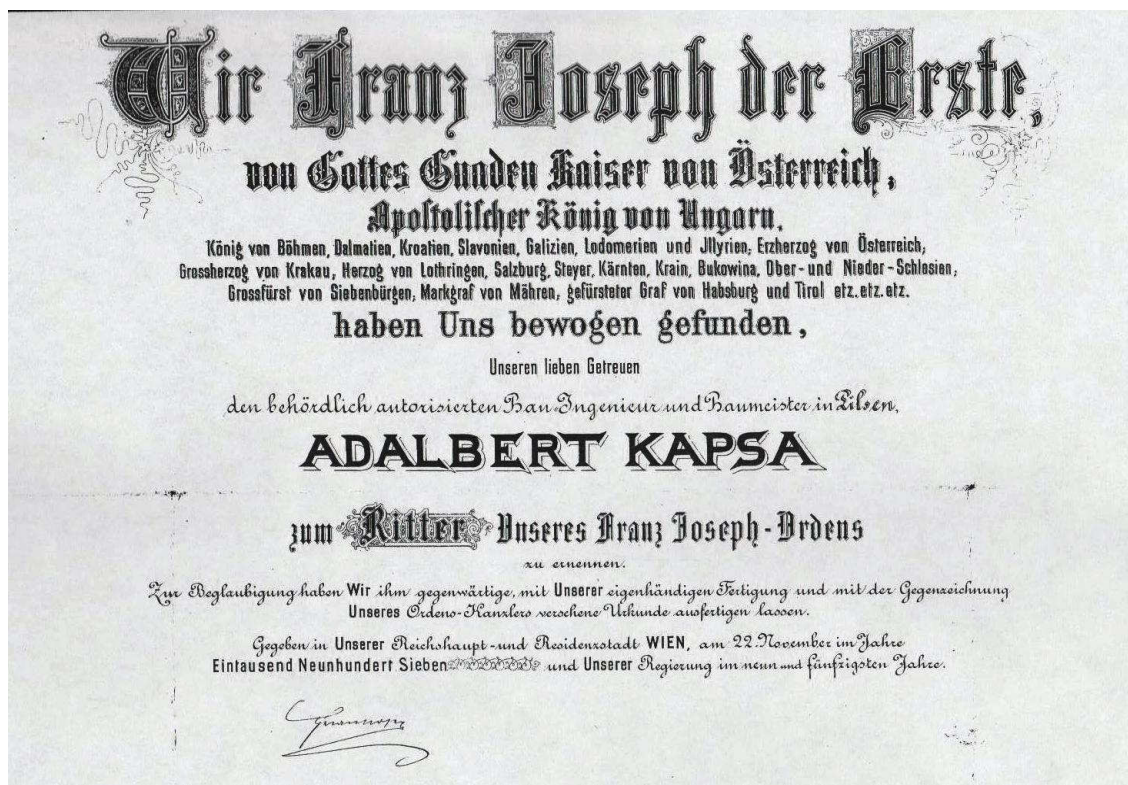 Wir Franz Joseph der Erste,
von Gottes Gnaden Kaiser von Österreich,
Apostolischer König von Ungarn,
König von Böhmen, Dalmatien, Kroatien, Slavonien, Galizien, Lodomerien und Jllyrien, Erzherzog von Österreich,
Grossherzog von Krakau, Herzog von Lothringen, Salzburg, Steyer, Kärnten, Krain, Bukowina, Ober- und Nieder-Schlesien,
Grossfürst von Siebenbürgen, Markgraf von Mähren, gefürsteter Graf von Habsburg und Tirol etz. etz. etz.
haben Uns bewogen gefunden,
Unseren lieben Getreuen
den behördlich autorisierten Bau-Ingenieur und Baumeister in Pilsen,
ADALBERT KAPSA
zum Ritter Unseres Franz Joseph-Ordens
zu ernennen.
Zur Beglaubigung haben Wir ihm gegenwärtige, mit Unserer eigenhändigen Fertigung und mit der Gegenzeichnung
Unseres Ordens-Kanzlers versehene Urkunde ausfertigen lassen.
Gegeben in Unserer Reichshaupt- und Residenzstadt WIEN, am 22. November im Jahre
Eintausend Neunhundert Sieben und Unserer Regierung im neun und fünfzigsten Jahre.